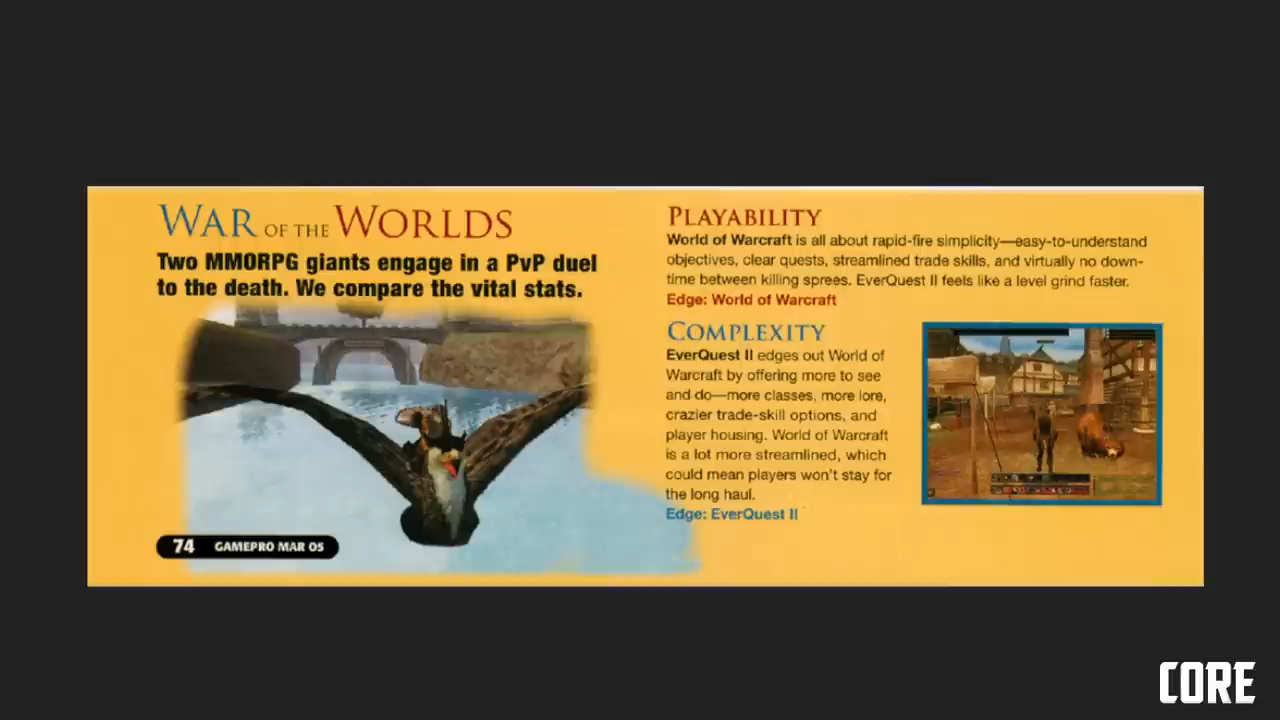 WAR OF THE WORLDS
Two MMORPG giants engage in a PvP duel
to the death. We compare the vital stats.
74 GAMEPRO MAR 05
PLAYABILITY
World of Warcraft is all about rapid-fire simplicity—easy-to-understand
objectives, clear quests, streamlined trade skills, and virtually no down-
time between killing sprees. EverQuest II feels like a level grind faster.
Edge: World of Warcraft
COMPLEXITY
EverQuest II edges out World of
Warcraft by offering more to see
and do—more classes, more lore,
crazier trade-skill options, and
player housing. World of Warcraft
is a lot more streamlined, which
could mean players won't stay for
the long haul.
Edge: EverQuest II
CORE